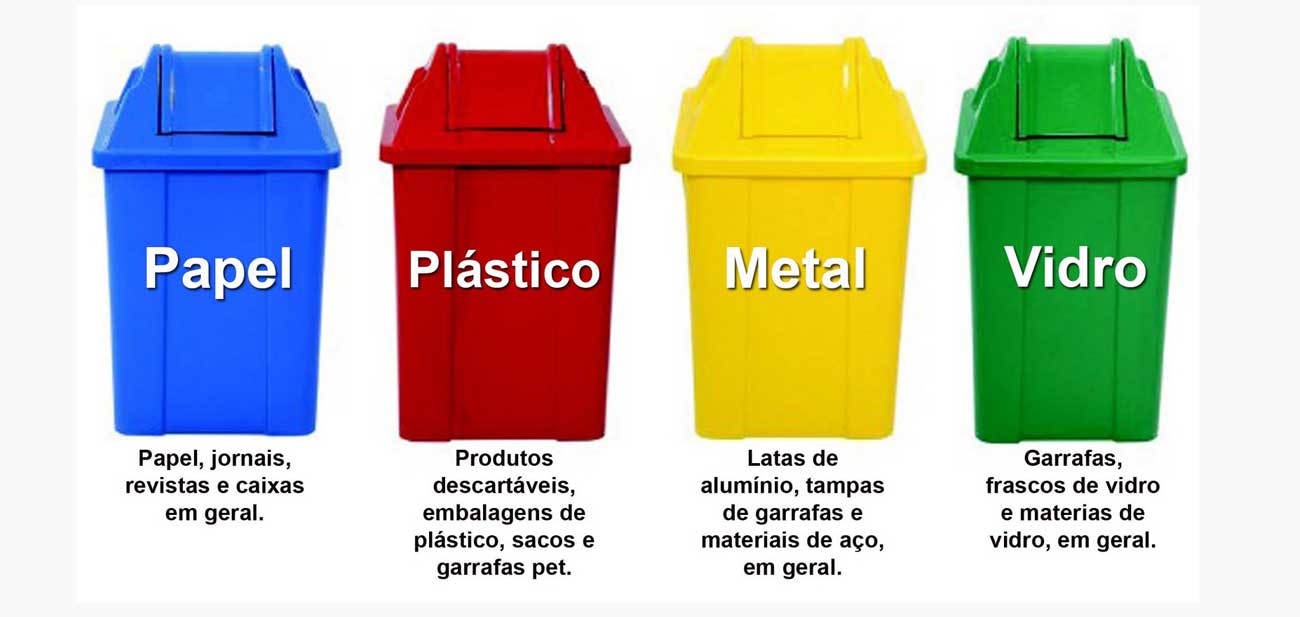 Papel
Plástico
Metal
Vidro
Papel, jornais,
revistas e caixas
em geral.
Produtos
descartáveis,
embalagens de
plástico, sacos e
garrafas pet.
Latas de
alumínio, tampas
de garrafas e
materiais de aço,
em geral.
Garrafas,
frascos de vidro
e materias de
vidro, em geral.